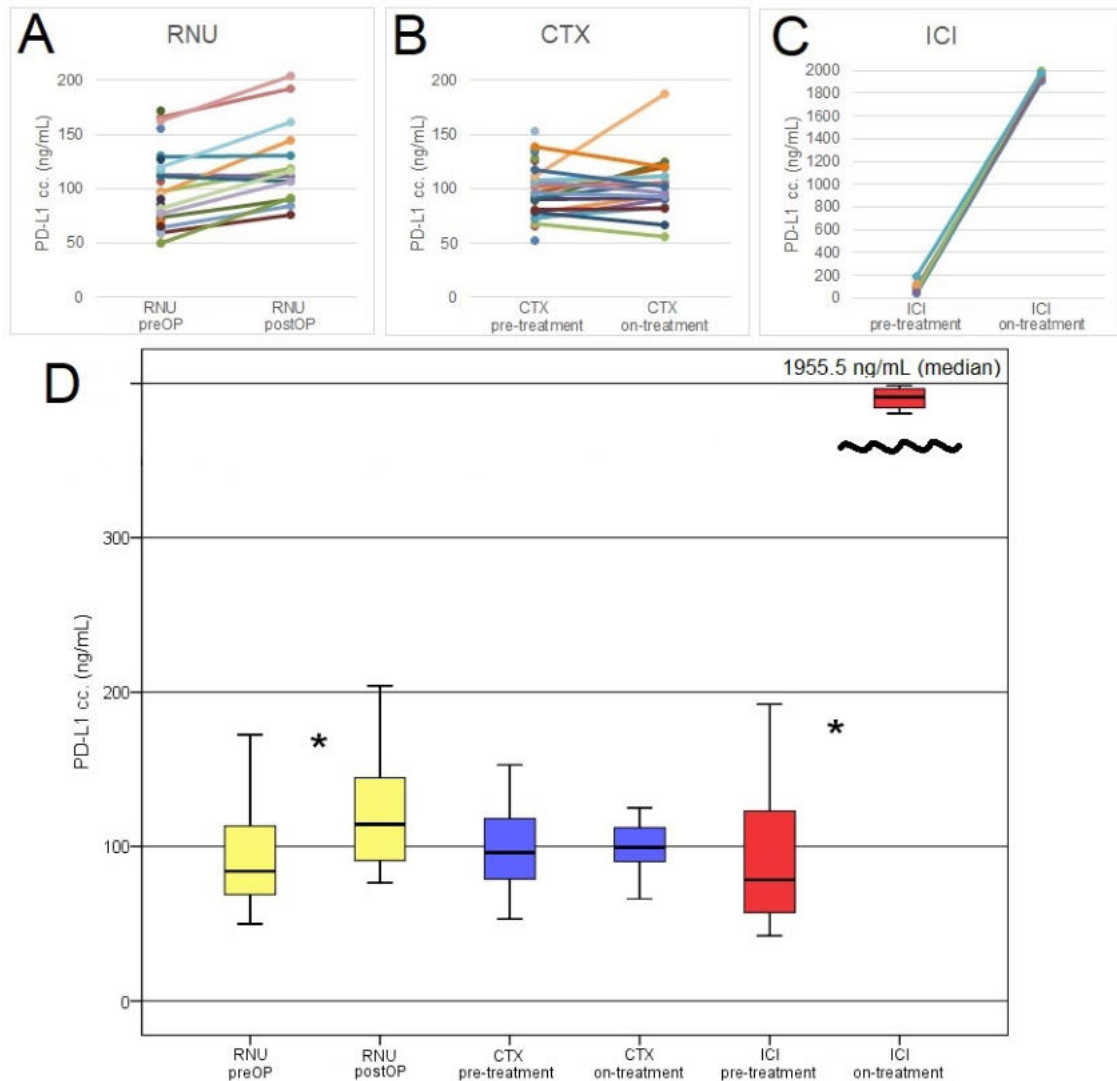 A
RNU
PD-L1 cc. (ng/mL)
200
150
100
50
0
RNU
preOP
RNU
postOP
B
CTX
PD-L1 cc. (ng/mL)
200
150
100
50
0
CTX
pre-treatment
CTX
on-treatment
C
ICI
PD-L1 cc. (ng/mL)
2000
1800
1600
1400
1200
1000
800
600
400
200
0
ICI
pre-treatment
ICI
on-treatment
D
1955.5 ng/mL (median)
PD-L1 cc. (ng/mL)
300
200
100
0
*
*
RNU
preOP
RNU
postOP
CTX
pre-treatment
CTX
on-treatment
ICI
pre-treatment
ICI
on-treatment